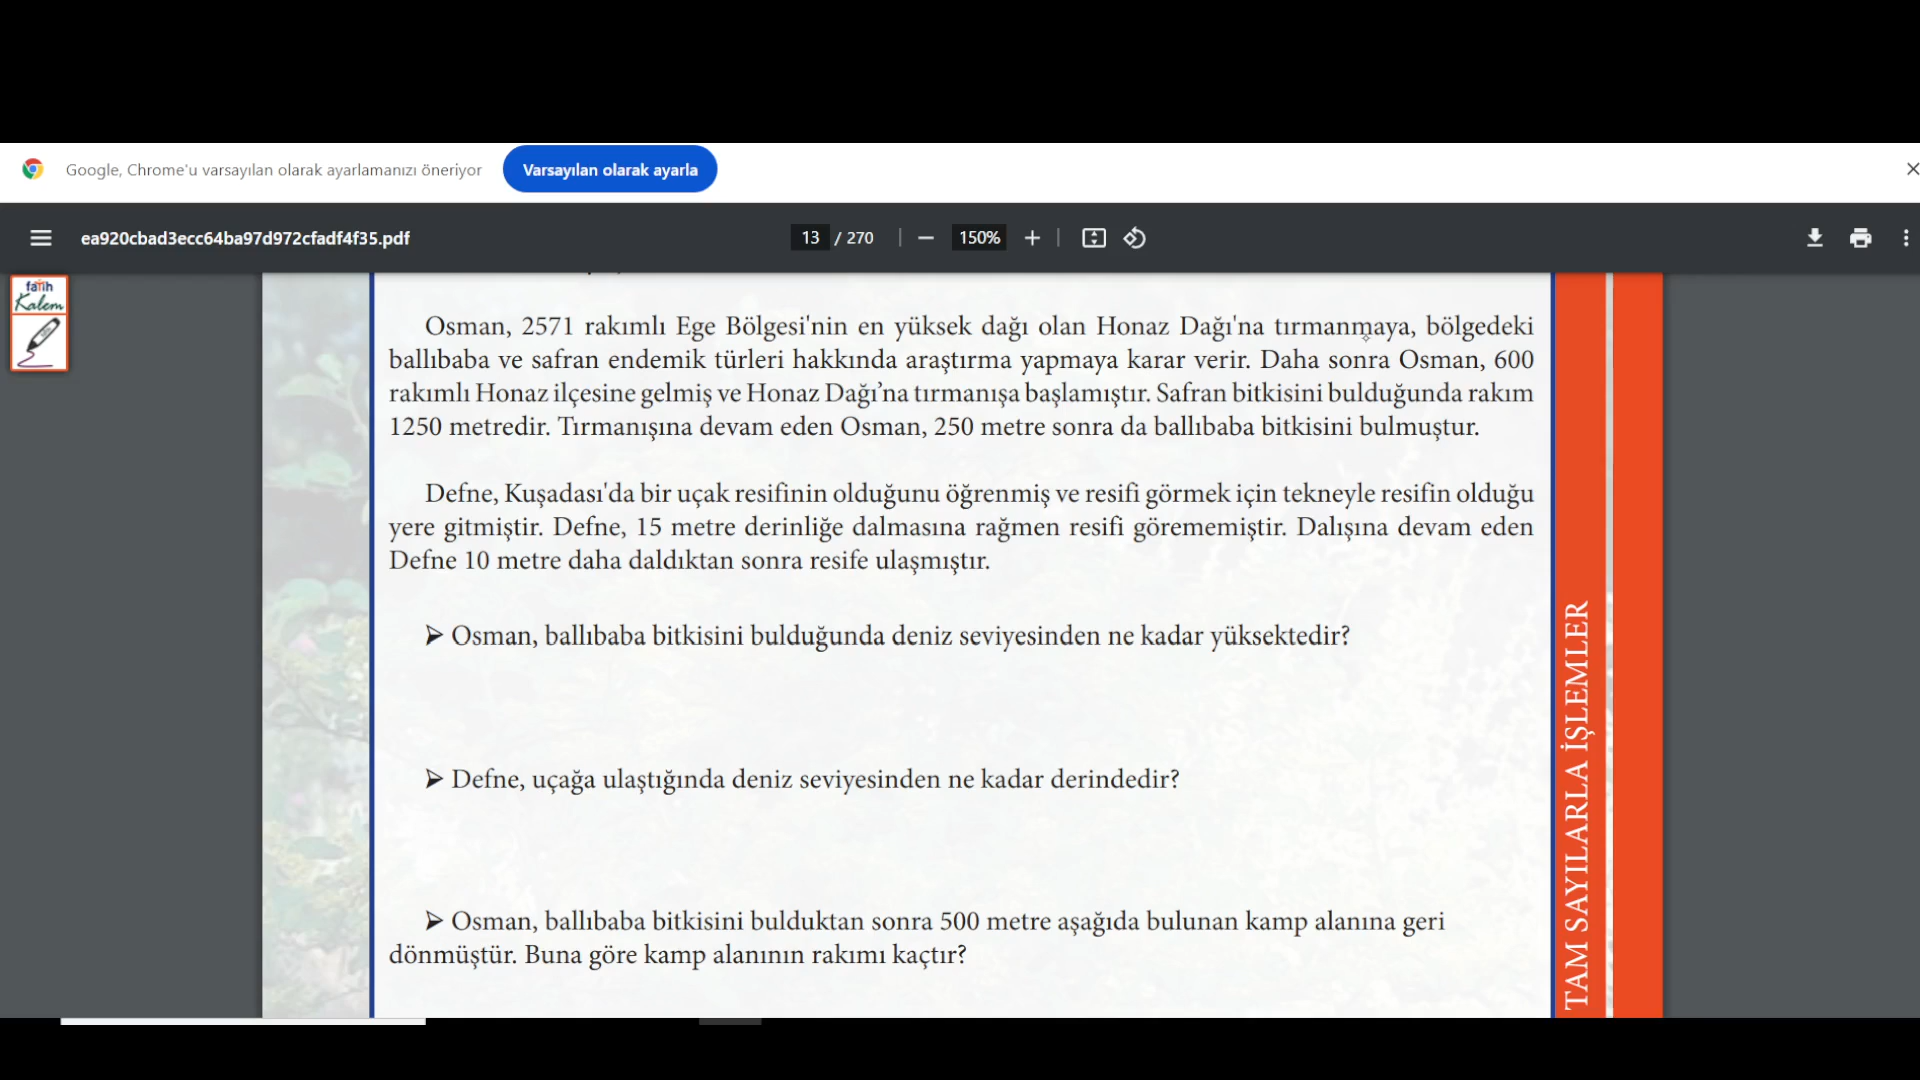 Google, Chrome'u varsayılan olarak ayarlamanızı öneriyor
Varsayılan olarak ayarla
ea920cbad3ecc64ba97d972cfadf4f35.pdf
13 / 270
150%
fatih
Kalem
Osman, 2571 rakımlı Ege Bölgesi'nin en yüksek dağı olan Honaz Dağı'na tırmanmaya, bölgedeki
ballıbaba ve safran endemik türleri hakkında araştırma yapmaya karar verir. Daha sonra Osman, 600
rakımlı Honaz ilçesine gelmiş ve Honaz Dağı’na tırmanışa başlamıştır. Safran bitkisini bulduğunda rakım
1250 metredir. Tırmanışına devam eden Osman, 250 metre sonra da ballıbaba bitkisini bulmuştur.
Defne, Kuşadası'da bir uçak resifinin olduğunu öğrenmiş ve resifi görmek için tekneyle resifin olduğu
yere gitmiştir. Defne, 15 metre derinliğe dalmasına rağmen resifi görememiştir. Dalışına devam eden
Defne 10 metre daha daldıktan sonra resife ulaşmıştır.
➢ Osman, ballıbaba bitkisini bulduğunda deniz seviyesinden ne kadar yüksektedir?
➢ Defne, uçağa ulaştığında deniz seviyesinden ne kadar derindedir?
➢ Osman, ballıbaba bitkisini bulduktan sonra 500 metre aşağıda bulunan kamp alanına geri
dönmüştür. Buna göre kamp alanının rakımı kaçtır?
TAM SAYILARLA İŞLEMLER